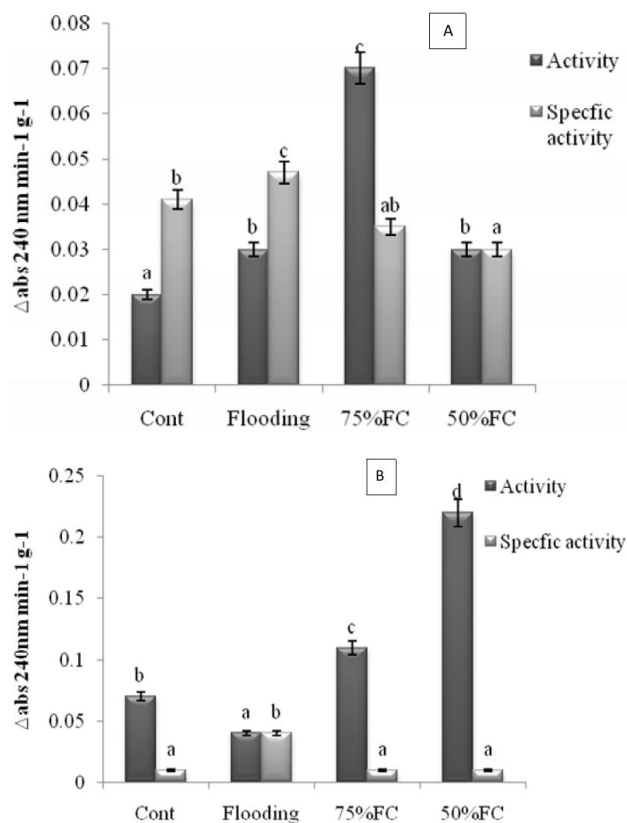 A
0.08
0.07
0.06
0.05
0.04
0.03
0.02
0.01
0
△abs 240 nm min-1 g-1
a
b
b
c
c
ab
b
a
Cont Flooding 75%FC 50%FC
Activity
Specfic
activity
B
0.25
0.2
0.15
0.1
0.05
0
△abs 240nm min-1 g-1
b
a
a
b
c
a
d
a
Cont Flooding 75%FC 50%FC
Activity
Specfic activity